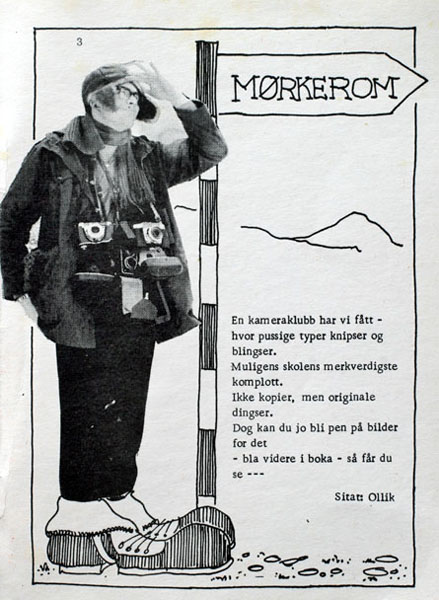 3
MØRKEROM
En kameraklubb har vi fått -
hvor pussige typer knipser og
blingser.
Muligens skolens merkverdigste
komplott.
Ikke kopier, men originale
dingser.
Dog kan du jo bli pen på bilder
for det
- bla videre i boka - så får du
se ---
Sitat: Ollik